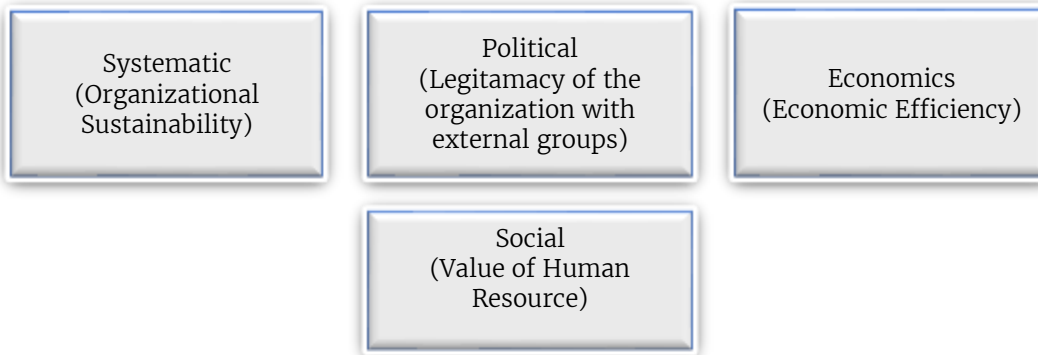 Systematic
(Organizational
Sustainability)
Political
(Legitamacy of the
organization with
external groups)
Economics
(Economic Efficiency)
Social
(Value of Human
Resource)